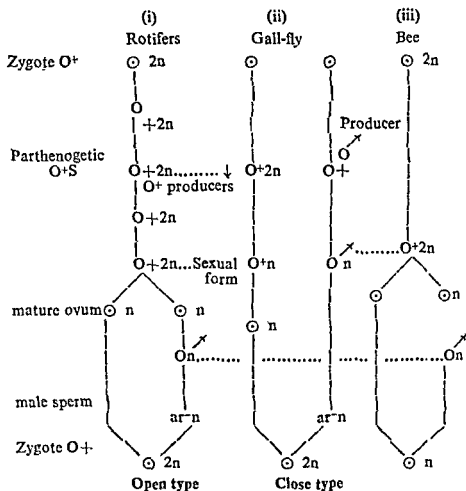 (i) (ii) (iii)
Rotifers Gall-fly Bee
Zygote O+ ⊙ 2n ⊙ ⊙ ⊙ 2n
O
+2n
Producer
O↗
Parthenogetic O+2n.........↓ O+2n O+
O+S O+ producers
O+2n
O+2n...Sexual O+n O↗ n ......... O+2n
form
mature ovum ⊙ n ⊙ n ⊙ ⊙ n
⊙ n
On↗ ......... On↗
male sperm
ar-n ar-n
Zygote O+ ⊙ 2n ⊙ 2n ⊙ n
Open type Close type